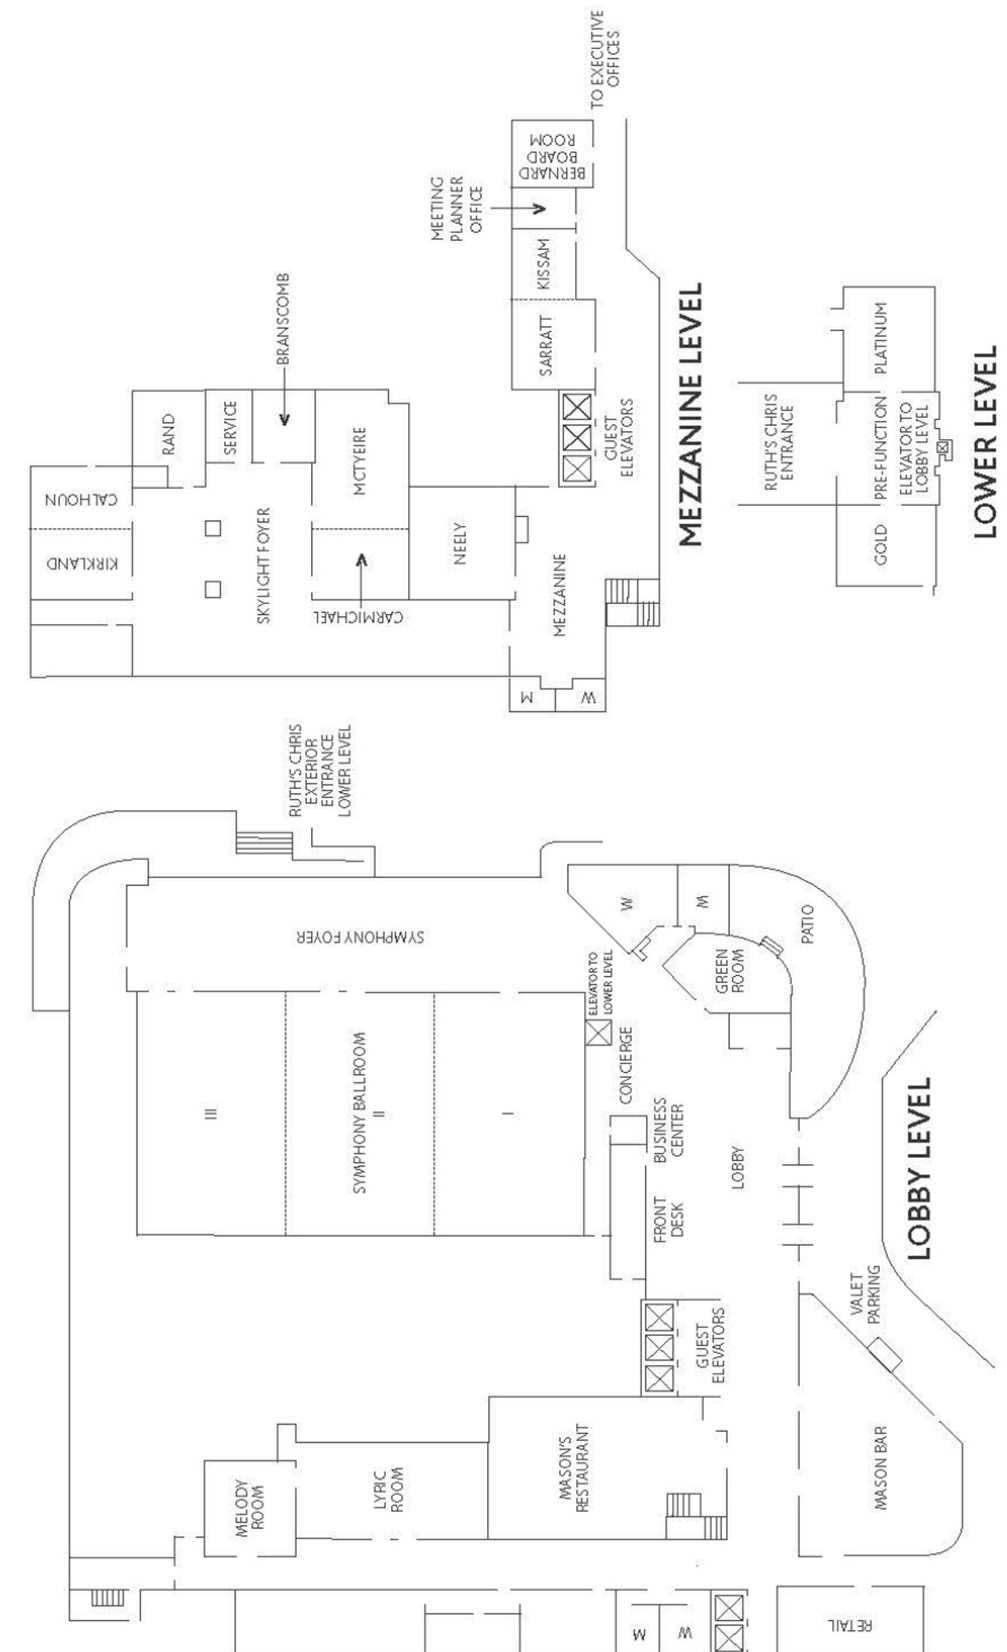 MEZZANINE LEVEL
CALHOUN
KIRKLAND
RAND
SERVICE
BRANSCOMB
SKYLIGHT FOYER
MCTYEIRE
CARMICHAEL
NEELY
MEZZANINE
M
W
GUEST
ELEVATORS
SARRATT
KISSAM
MEETING
PLANNER
OFFICE
BERNARD
BOARD
ROOM
TO EXECUTIVE
OFFICES
LOWER LEVEL
RUTH'S CHRIS
ENTRANCE
GOLD
PRE-FUNCTION
ELEVATOR TO
LOBBY LEVEL
PLATINUM
LOBBY LEVEL
RUTH'S CHRIS
EXTERIOR
ENTRANCE
LOWER LEVEL
SYMPHONY FOYER
III
SYMPHONY BALLROOM
II
I
ELEVATOR TO
LOWER LEVEL
CONCIERGE
BUSINESS
CENTER
FRONT
DESK
LOBBY
W
M
GREEN
ROOM
PATIO
GUEST
ELEVATORS
VALET
PARKING
MELODY
ROOM
LYRIC
ROOM
MASON'S
RESTAURANT
MASON BAR
M
W
RETAIL